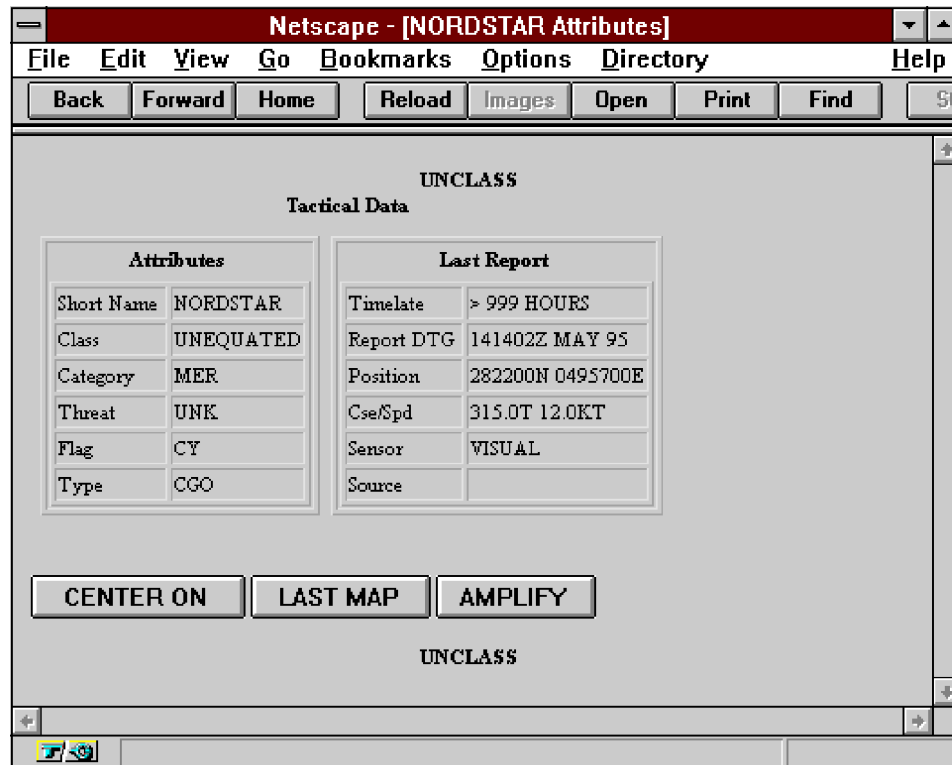 Netscape - [NORDSTAR Attributes]
File Edit View Go Bookmarks Options Directory Help
Back Forward Home Reload Images Open Print Find
UNCLASS
Tactical Data
Attributes
Short Name NORDSTAR
Class UNEQUATED
Category MER
Threat UNK
Flag CY
Type CGO
Last Report
Timelate > 999 HOURS
Report DTG 141402Z MAY 95
Position 282200N 0495700E
Cse/Spd 315.0T 12.0KT
Sensor VISUAL
Source
CENTER ON LAST MAP AMPLIFY
UNCLASS